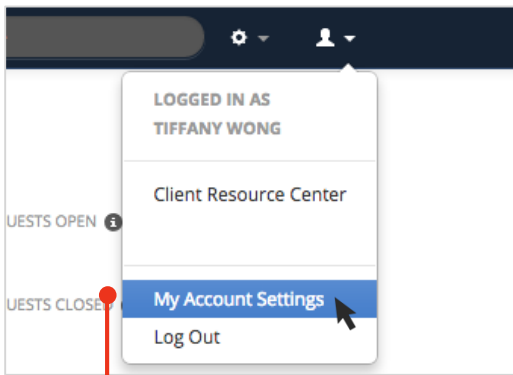 LOGGED IN AS
TIFFANY WONG
Client Resource Center
UESTS OPEN
UESTS CLOSED
My Account Settings
Log Out